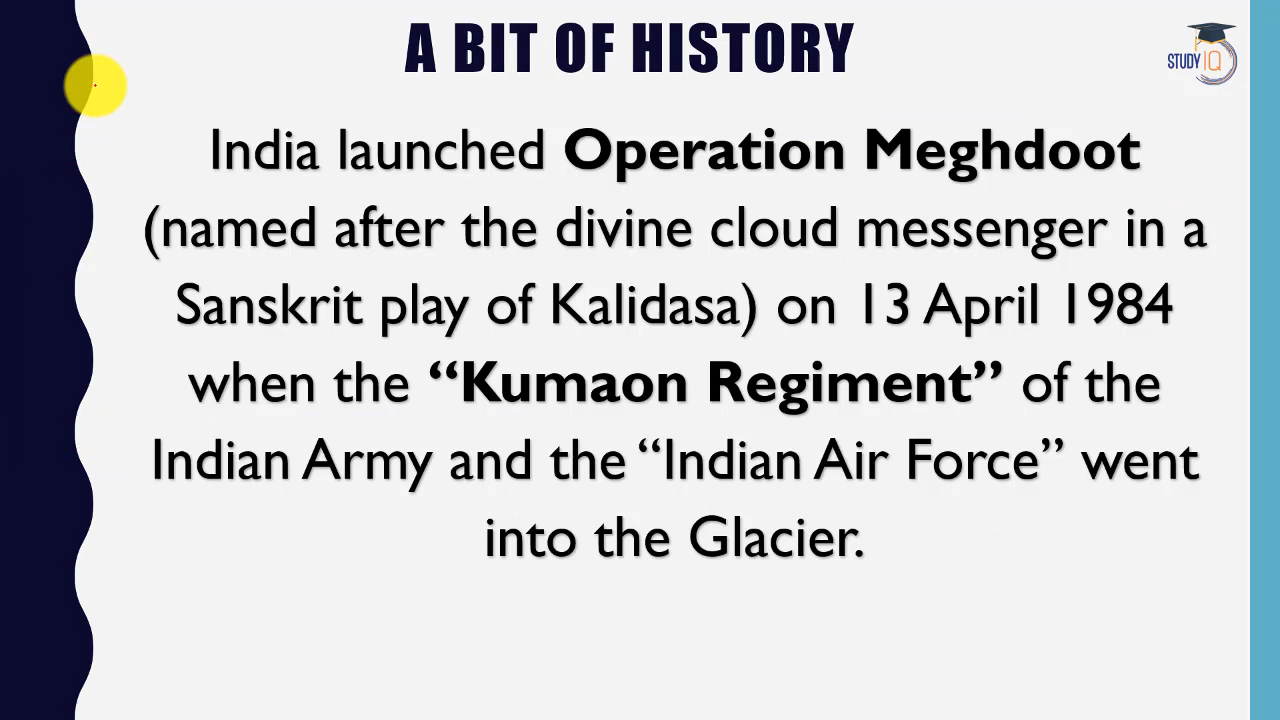 A BIT OF HISTORY
STUDY IQ
India launched Operation Meghdoot
(named after the divine cloud messenger in a
Sanskrit play of Kalidasa) on 13 April 1984
when the “Kumaon Regiment” of the
Indian Army and the “Indian Air Force” went
into the Glacier.